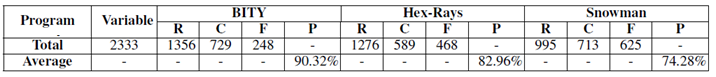 Program Variable BITY Hex-Rays Snowman
R C F P R C F P R C F P
Total 2333 1356 729 248 - 1276 589 468 - 995 713 625 -
Average - - - - 90.32% - - - 82.96% - - - 74.28%